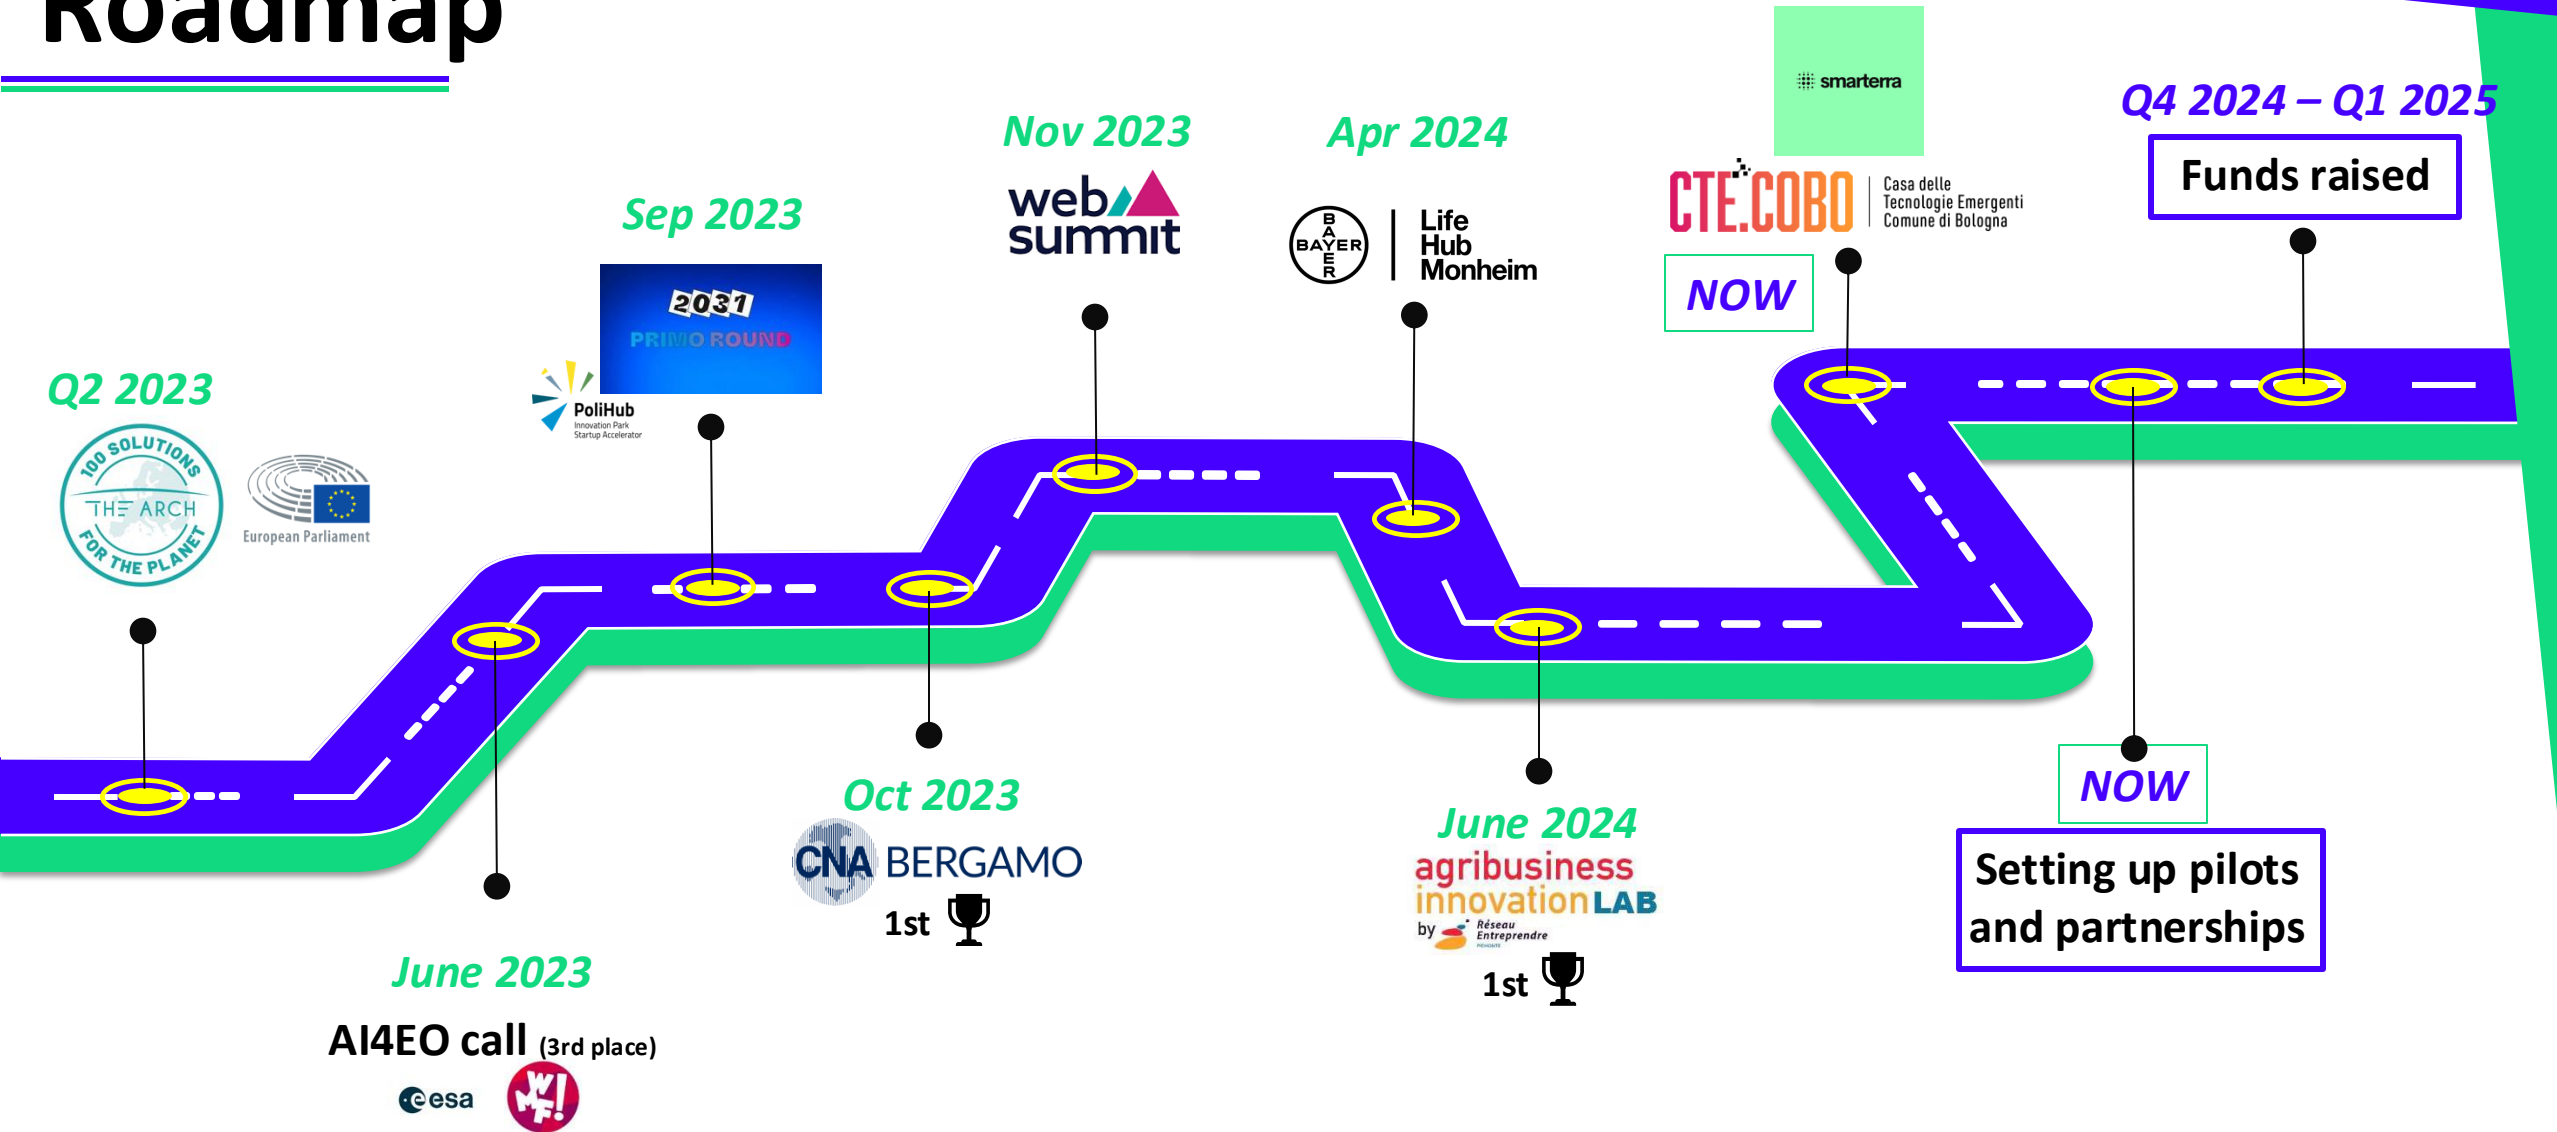 Roadmap
Q2 2023
100 SOLUTIONS
THE ARCH
FOR THE PLANET
European Parliament
June 2023
AI4EO call (3rd place)
esa
WMF!
Sep 2023
2031
PRIMO ROUND
PoliHub
Innovation Park
Startup Accelerator
Oct 2023
CNA BERGAMO
1st
Nov 2023
web
summit
Apr 2024
BAYER
BAYER
Life
Hub
Monheim
June 2024
agribusiness
innovation LAB
by Réseau
Entreprendre
PIEMONTE
1st
smarterra
CTE.COBO
Casa delle
Tecnologie Emergenti
Comune di Bologna
NOW
NOW
Setting up pilots
and partnerships
Q4 2024 – Q1 2025
Funds raised